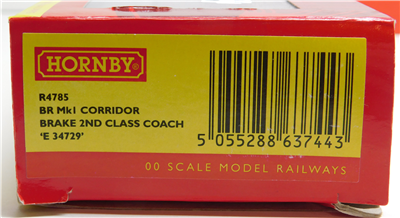 HORNBY
R4785
BR Mk1 CORRIDOR
BRAKE 2ND CLASS COACH
'E 34729'
5 055288 637443
00 SCALE MODEL RAILWAYS